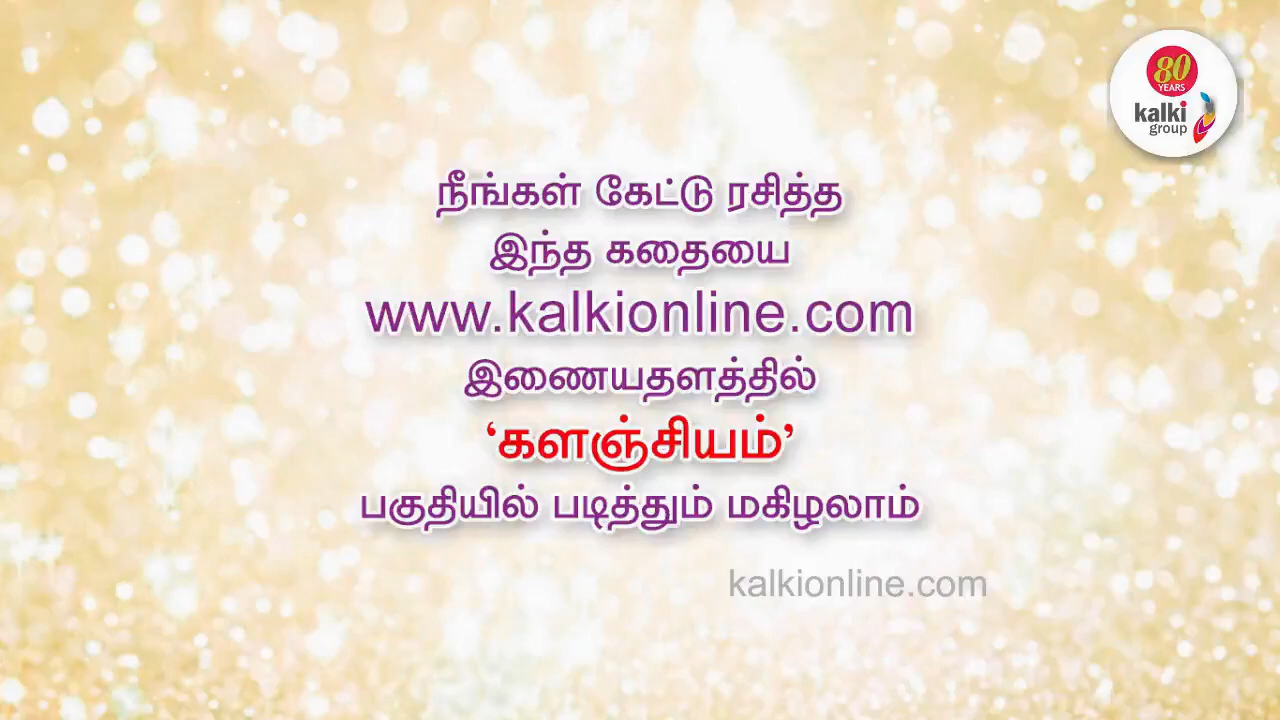 80
YEARS
kalki
group
நீங்கள் கேட்டு ரசித்த
இந்த கதையை
www.kalkionline.com
இணையதளத்தில்
‘களஞ்சியம்’
பகுதியில் படித்தும் மகிழலாம்
kalkionline.com